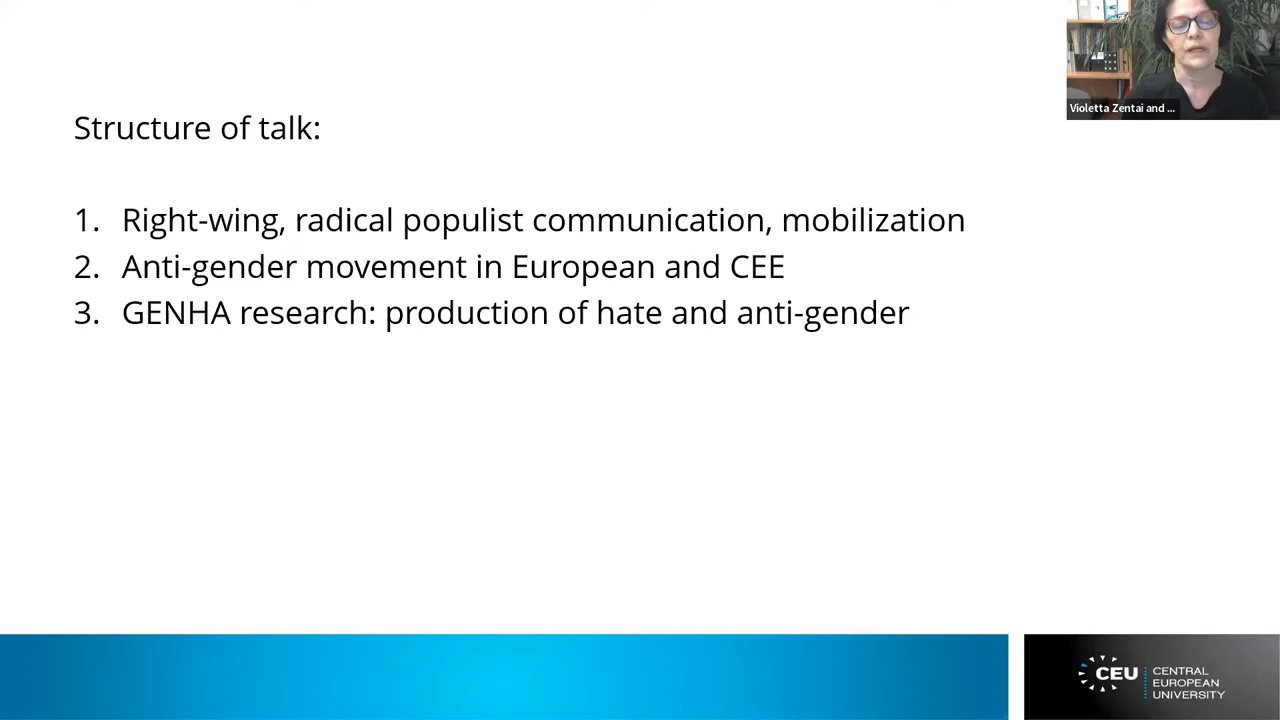 Violetta Zentai and ...
Structure of talk:
1. Right-wing, radical populist communication, mobilization
2. Anti-gender movement in European and CEE
3. GENHA research: production of hate and anti-gender
CEU
CENTRAL
EUROPEAN
UNIVERSITY